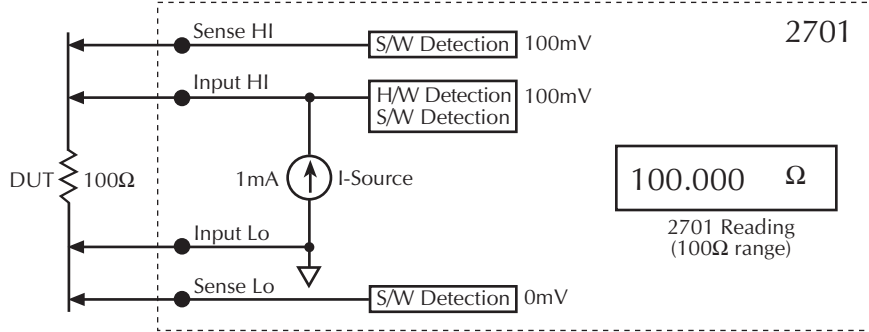 2701
Sense HI
S/W Detection 100mV
Input HI
H/W Detection 100mV
S/W Detection
DUT 100Ω 1mA I-Source
100.000 Ω
2701 Reading
(100Ω range)
Input Lo
Sense Lo
S/W Detection 0mV